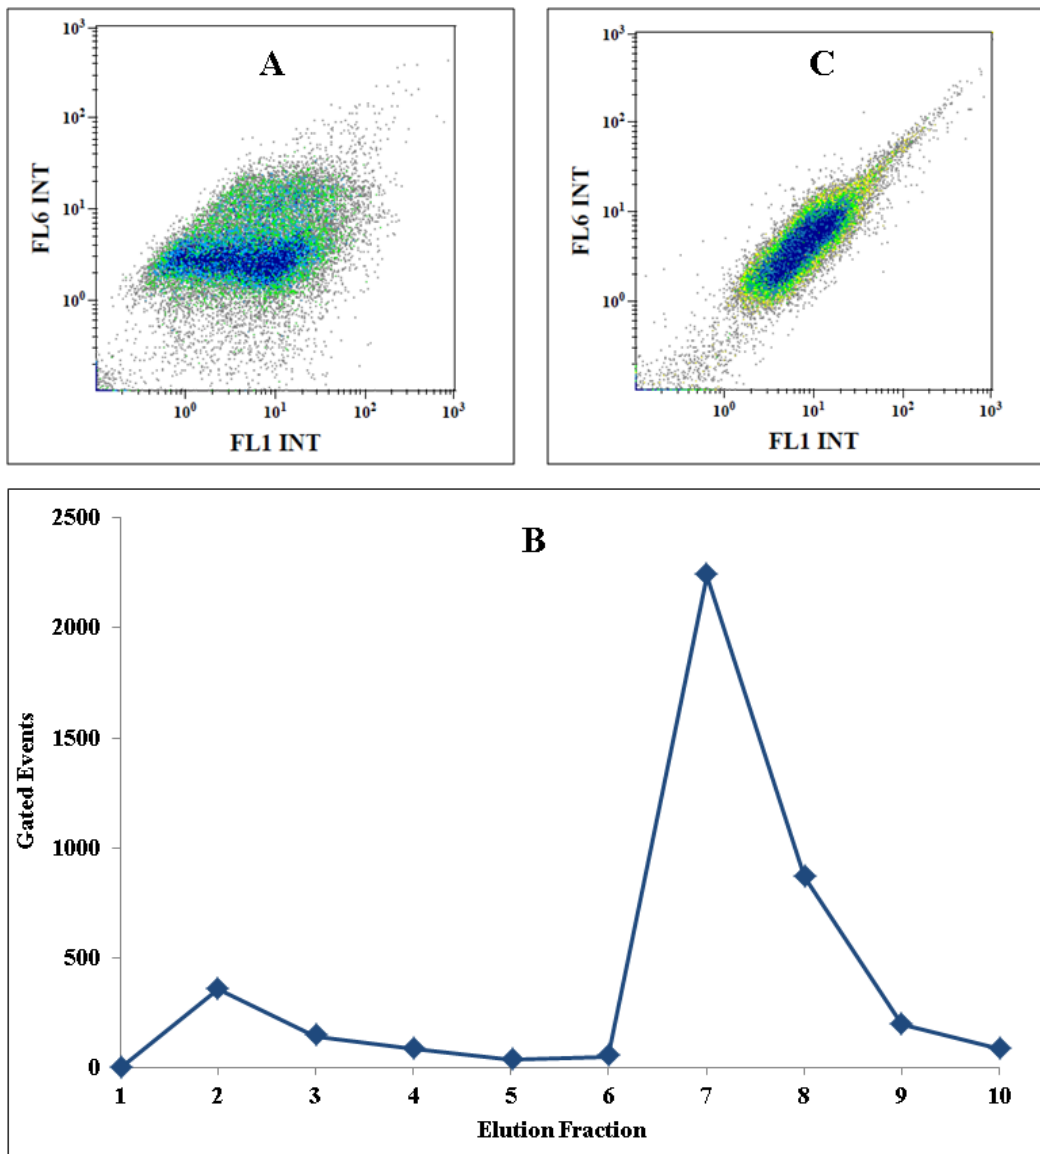 A
FL6 INT
10³
10²
10¹
10⁰
10⁰ 10¹ 10² 10³
FL1 INT
C
FL6 INT
10³
10²
10¹
10⁰
10⁰ 10¹ 10² 10³
FL1 INT
B
Gated Events
2500
2000
1500
1000
500
0
1 2 3 4 5 6 7 8 9 10
Elution Fraction